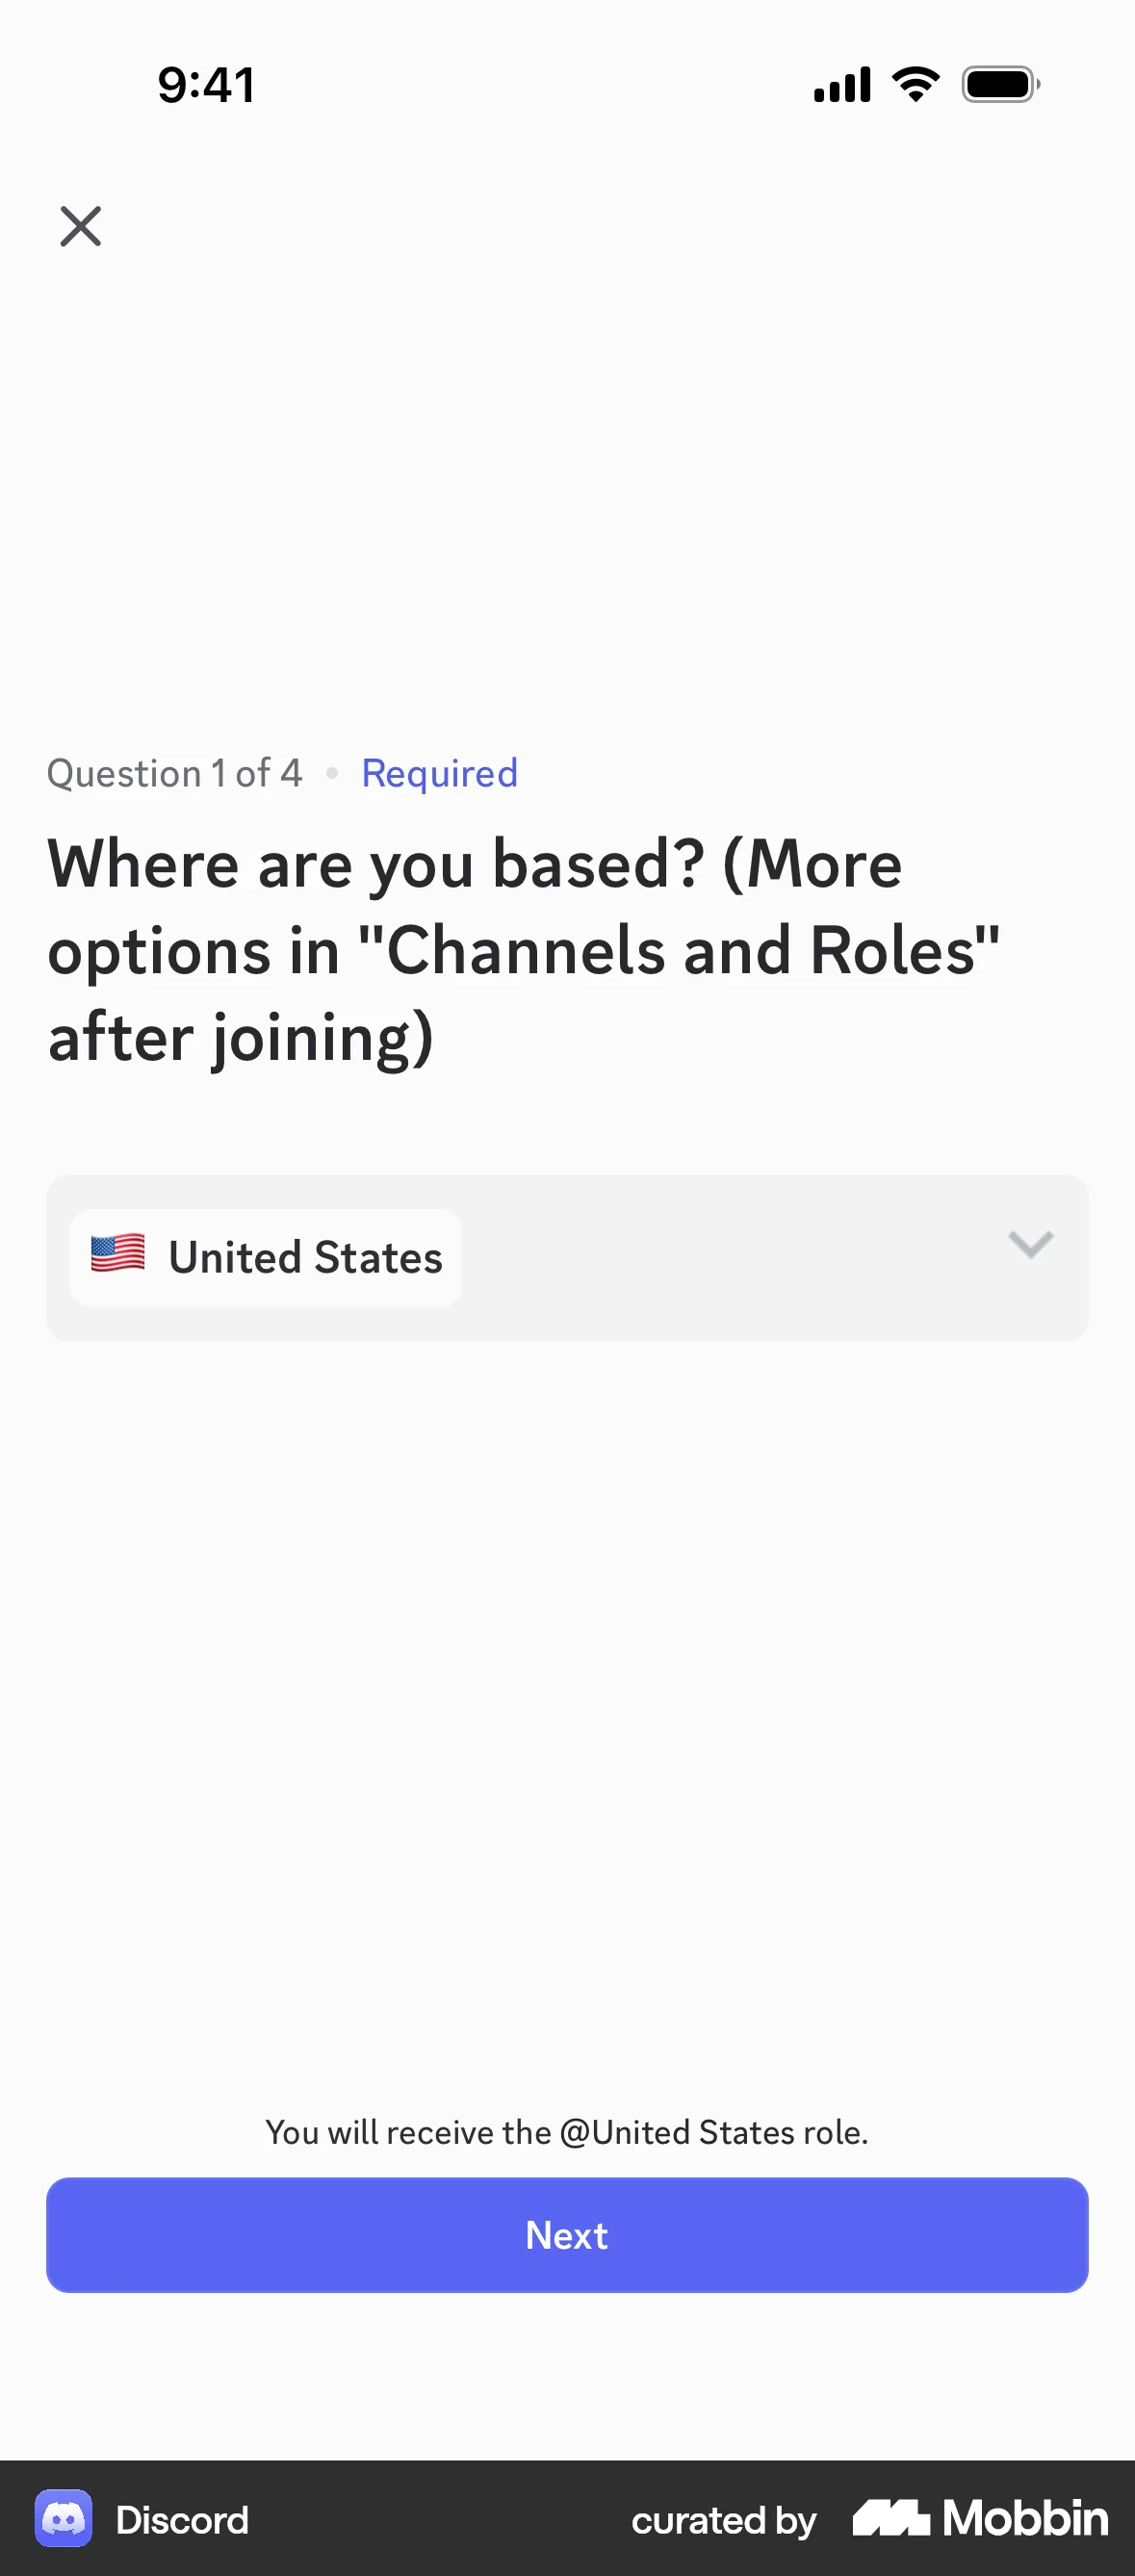 9:41
Question 1 of 4 • Required
Where are you based? (More
options in "Channels and Roles"
after joining)
United States
You will receive the @United States role.
Next
Discord
curated by Mobbin